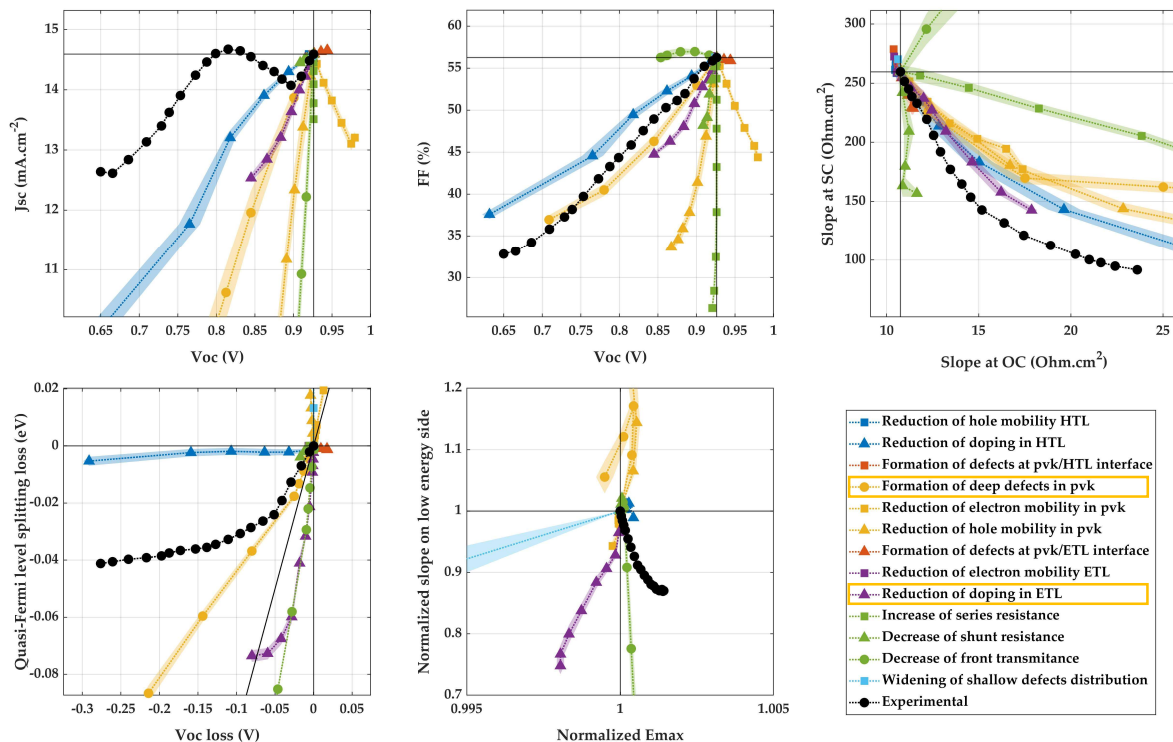 15
14
13
12
11
Jsc (mA.cm-2)
0.65 0.7 0.75 0.8 0.85 0.9 0.95 1
Voc (V)
60
55
50
45
40
35
30
25
FF (%)
0.65 0.7 0.75 0.8 0.85 0.9 0.95 1
Voc (V)
300
250
200
150
100
Slope at SC (Ohm.cm2)
10 15 20 25
Slope at OC (Ohm.cm2)
0.02
0
-0.02
-0.04
-0.06
-0.08
Quasi-Fermi level splitting loss (eV)
-0.3 -0.25 -0.2 -0.15 -0.1 -0.05 0 0.05
Voc loss (V)
1.2
1.1
1
0.9
0.8
0.7
Normalized slope on low energy side
0.995 1 1.005
Normalized Emax
Reduction of hole mobility HTL
Reduction of doping in HTL
Formation of defects at pvk/HTL interface
Formation of deep defects in pvk
Reduction of electron mobility in pvk
Reduction of hole mobility in pvk
Formation of defects at pvk/ETL interface
Reduction of electron mobility ETL
Reduction of doping in ETL
Increase of series resistance
Decrease of shunt resistance
Decrease of front transmitance
Widening of shallow defects distribution
Experimental